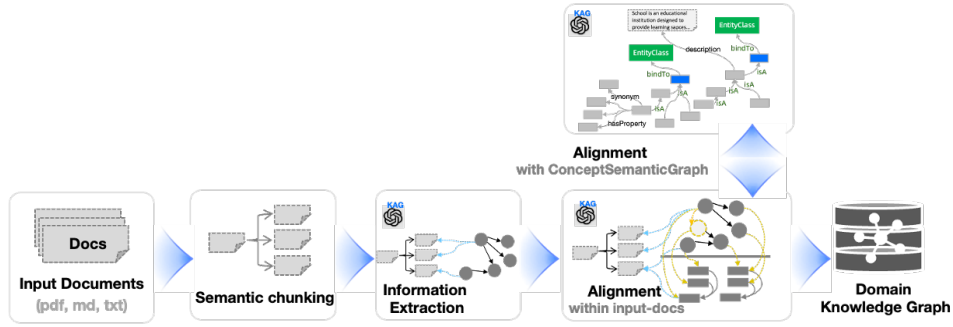 KAG
School is an educational
institution designed to
provide learning sapces...
EntityClass
description
EntityClass
bindTo
bindTo
isA
synonym
isA
isA
isA
isA
hasProperty
Alignment
with ConceptSemanticGraph
Docs
Input Documents
(pdf, md, txt)
Semantic chunking
KAG
Information
Extraction
KAG
Alignment
within input-docs
Domain
Knowledge Graph